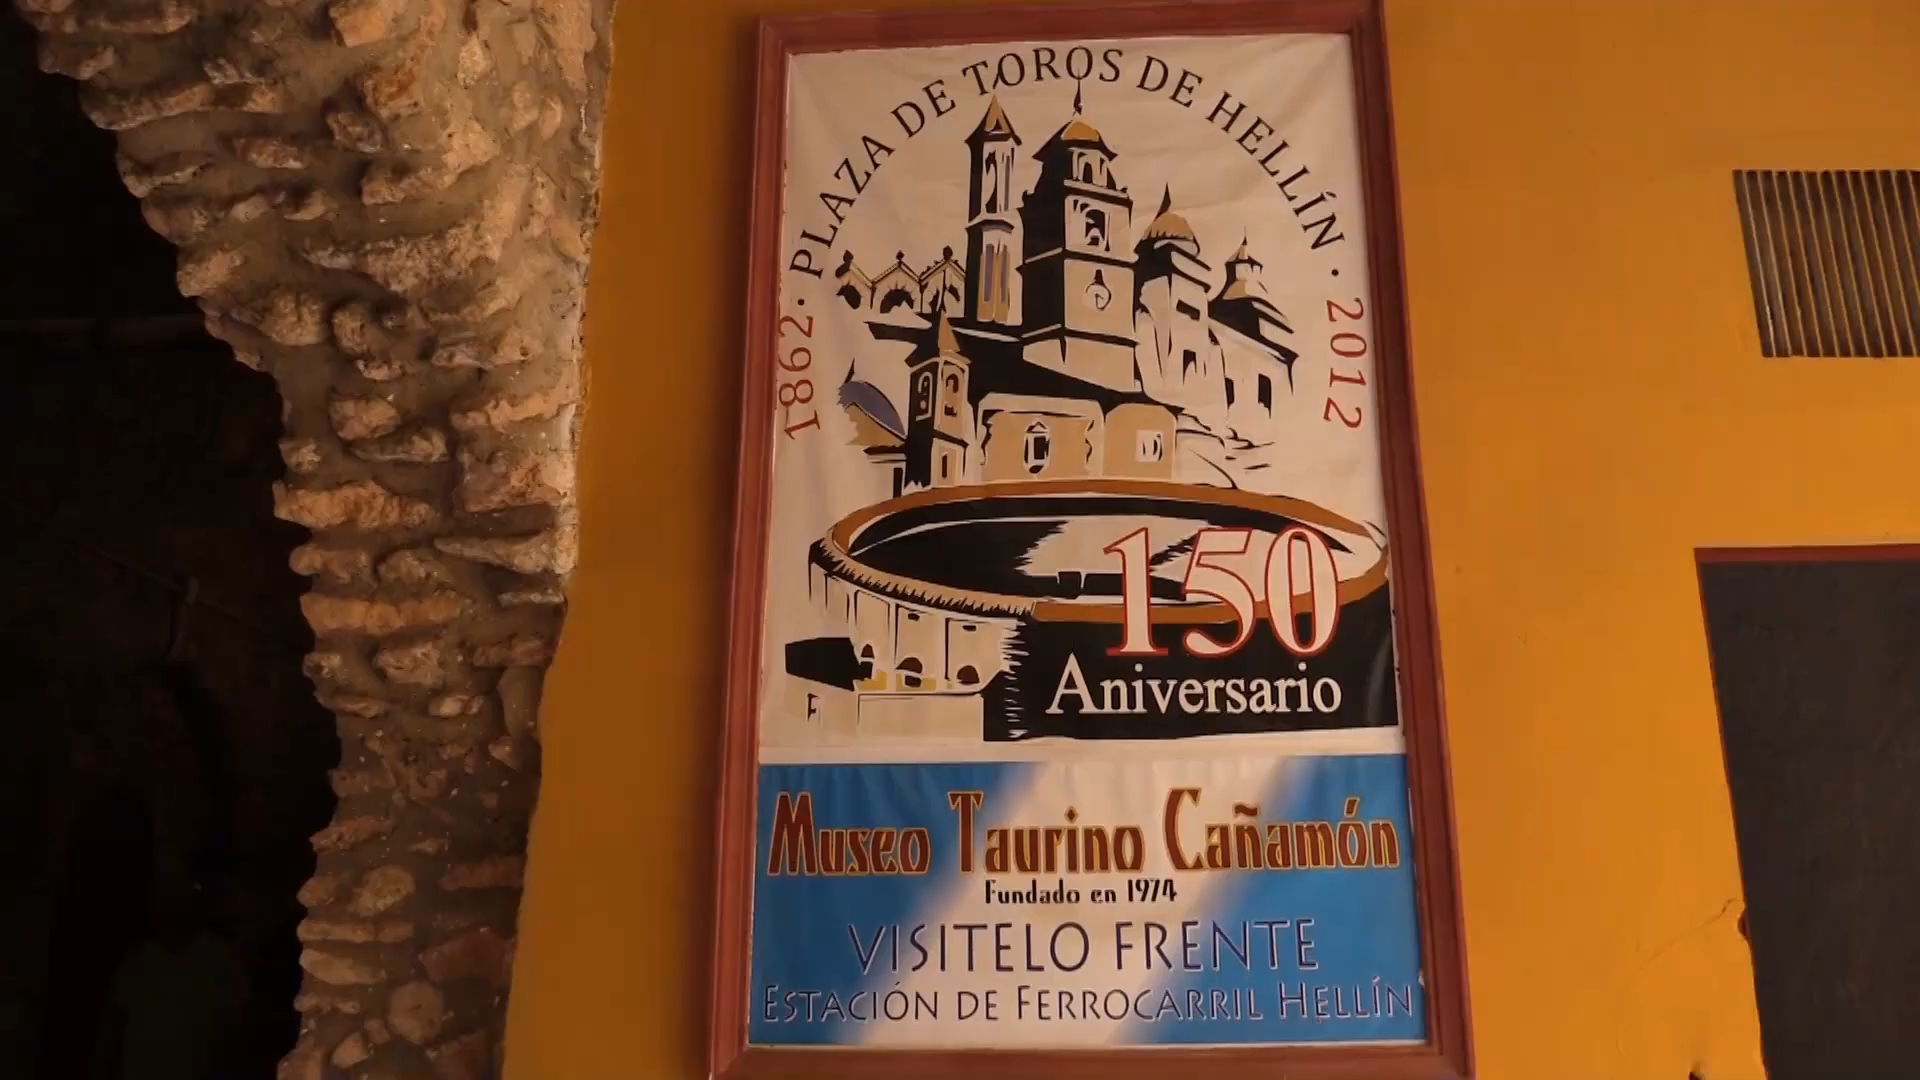 1862 · PLAZA DE TOROS DE HELLÍN · 2012
150
Aniversario
Museo Taurino Cañamón
Fundado en 1974
VISITELO FRENTE
ESTACIÓN DE FERROCARRIL HELLÍN